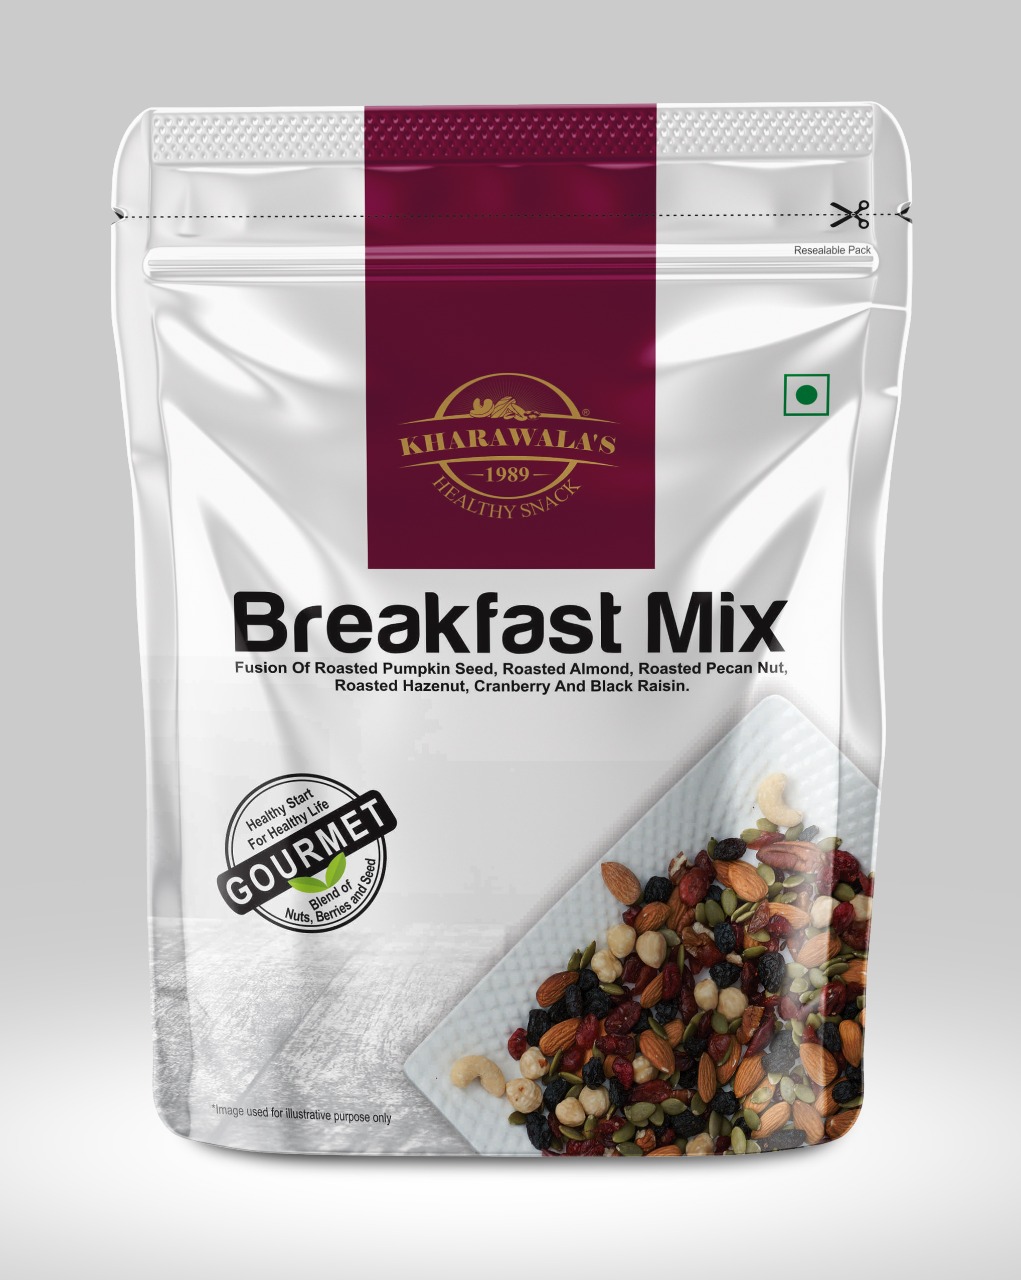 Resealable Pack
KHARAWALA'S
®
1989
HEALTHY SNACK
Breakfast Mix
Fusion Of Roasted Pumpkin Seed, Roasted Almond, Roasted Pecan Nut,
Roasted Hazenut, Cranberry And Black Raisin.
Healthy Start
For Healthy Life
GOURMET
Blend of
Nuts, Berries and Seed
*Image used for illustrative purpose only